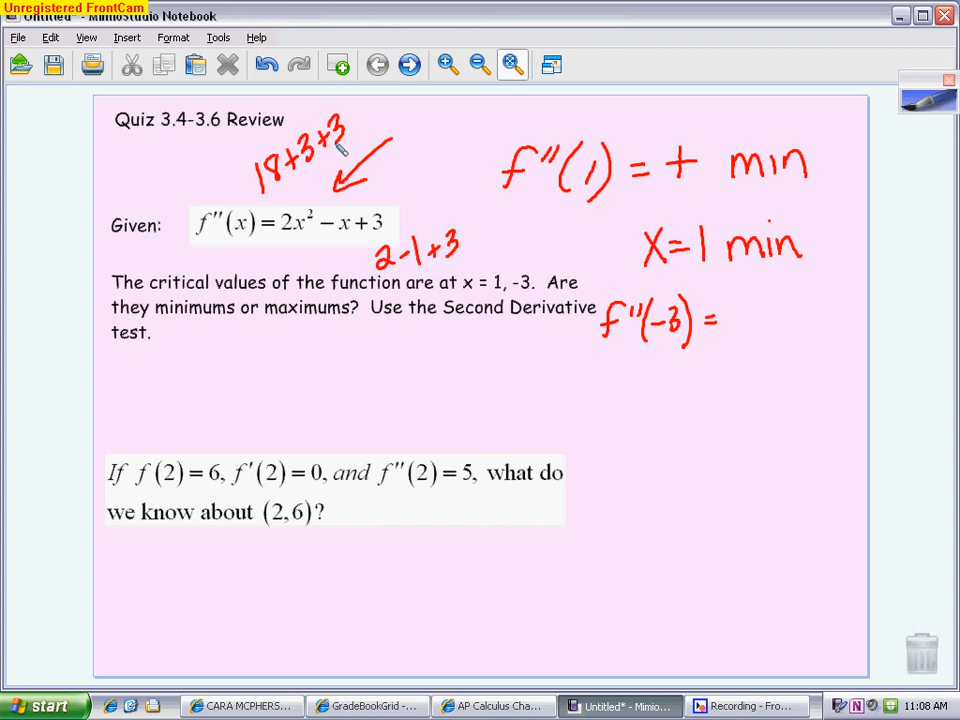 Unregistered FrontCam
Untitled* - MimioStudio Notebook
File Edit View Insert Format Tools Help
Quiz 3.4-3.6 Review
18+3+3
f''(1) = + min
Given: f''(x) = 2x² − x + 3
2-1+3
x=1 min
The critical values of the function are at x = 1, -3. Are
they minimums or maximums? Use the Second Derivative
test.
f''(-3) =
If f(2) = 6, f'(2) = 0, and f''(2) = 5, what do
we know about (2,6)?
start CARA MCPHERS... GradeBookGrid -... AP Calculus Cha... Untitled* - Mimio... Recording - Fro... 11:08 AM